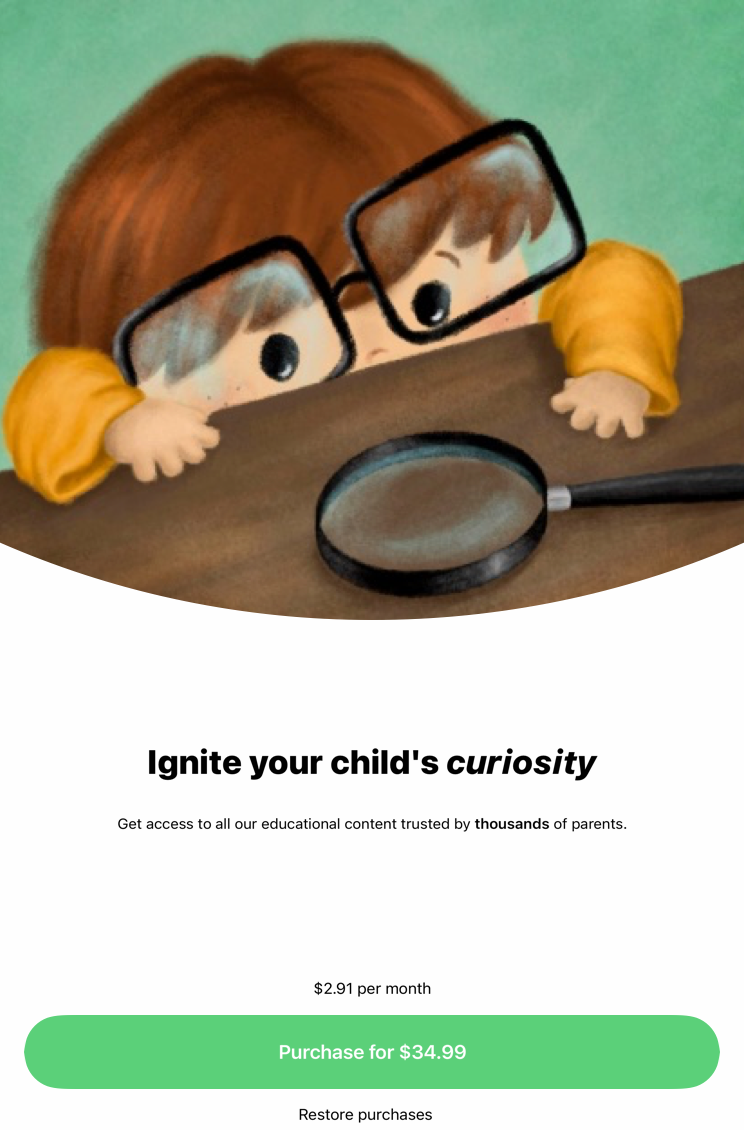 Ignite your child's curiosity
Get access to all our educational content trusted by thousands of parents.
$2.91 per month
Purchase for $34.99
Restore purchases